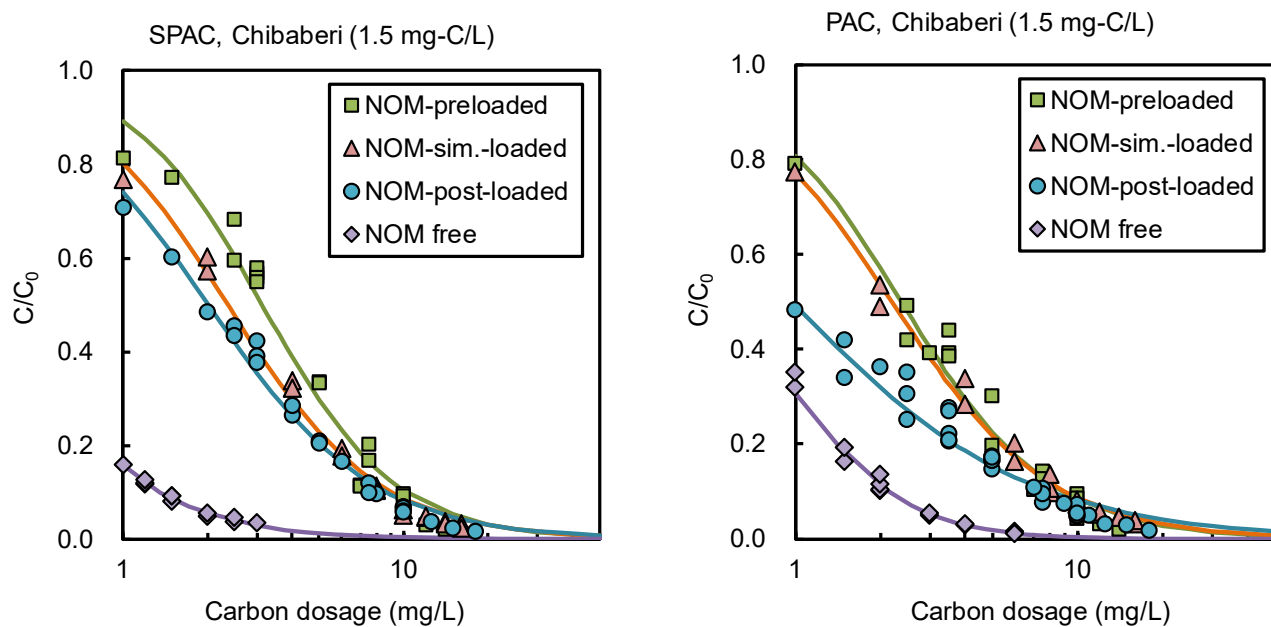 SPAC, Chibaberi (1.5 mg-C/L)
1.0
0.8
0.6
0.4
0.2
0.0
C/C0
1 10
Carbon dosage (mg/L)
NOM-preloaded
NOM-sim.-loaded
NOM-post-loaded
NOM free
PAC, Chibaberi (1.5 mg-C/L)
1.0
0.8
0.6
0.4
0.2
0.0
C/C0
1 10
Carbon dosage (mg/L)
NOM-preloaded
NOM-sim.-loaded
NOM-post-loaded
NOM free